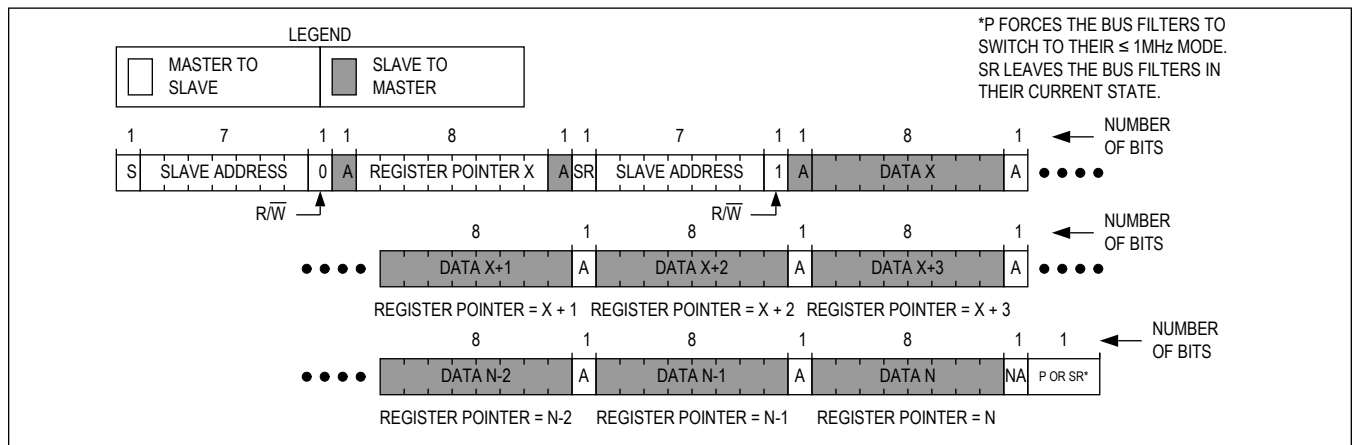 LEGEND
MASTER TO
SLAVE
SLAVE TO
MASTER
*P FORCES THE BUS FILTERS TO
SWITCH TO THEIR ≤ 1MHz MODE.
SR LEAVES THE BUS FILTERS IN
THEIR CURRENT STATE.
1 7 1 1 8 1 1 7 1 1 8 1 NUMBER
OF BITS
S SLAVE ADDRESS 0 A REGISTER POINTER X A SR SLAVE ADDRESS 1 A DATA X A
R/W̅ R/W̅
8 1 8 1 8 1 NUMBER
OF BITS
DATA X+1 A DATA X+2 A DATA X+3 A
REGISTER POINTER = X + 1 REGISTER POINTER = X + 2 REGISTER POINTER = X + 3
8 1 8 1 8 1 1 NUMBER
OF BITS
DATA N-2 A DATA N-1 A DATA N NA P OR SR*
REGISTER POINTER = N-2 REGISTER POINTER = N-1 REGISTER POINTER = N